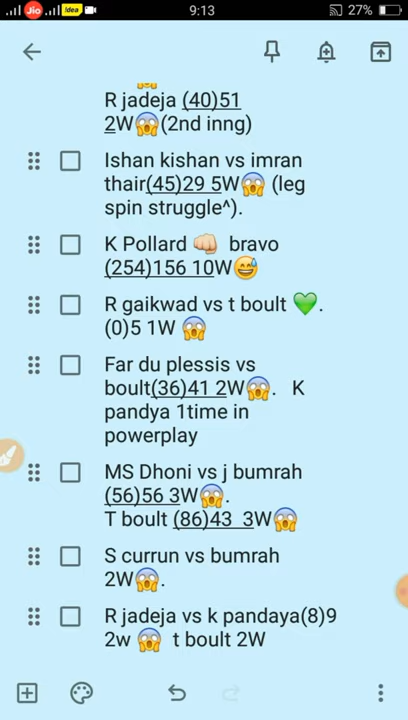 Jio
Idea
9:13
27%
R jadeja (40)51
2W😱(2nd inng)
Ishan kishan vs imran
thair(45)29 5W😱 (leg
spin struggle^).
K Pollard 👊🏻 bravo
(254)156 10W😅
R gaikwad vs t boult 💚.
(0)5 1W 😱
Far du plessis vs
boult(36)41 2W😱. K
pandya 1time in
powerplay
MS Dhoni vs j bumrah
(56)56 3W😱.
T boult (86)43 3W😱
S currun vs bumrah
2W😱.
R jadeja vs k pandaya(8)9
2w 😱 t boult 2W